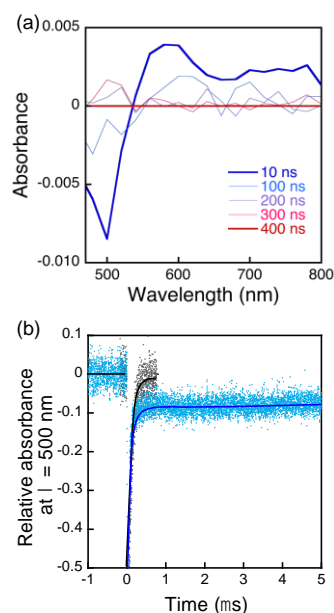 (a)
0.005
0
-0.005
-0.010
Absorbance
10 ns
100 ns
200 ns
300 ns
400 ns
500 600 700 800
Wavelength (nm)
(b)
0.1
0
-0.1
-0.2
-0.3
-0.4
-0.5
Relative absorbance
at l = 500 nm
-1 0 1 2 3 4 5
Time (ms)